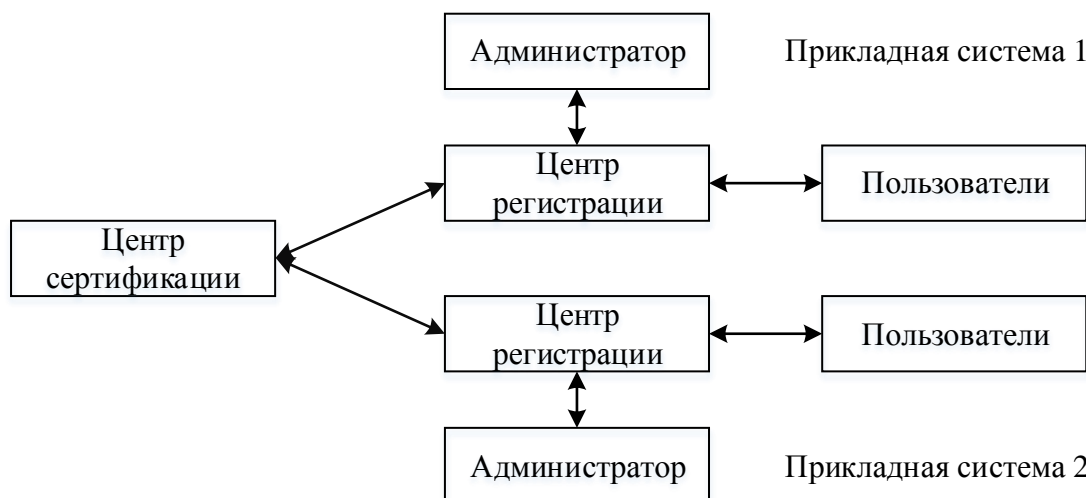 Администратор
Прикладная система 1
Центр
регистрации
Пользователи
Центр
сертификации
Центр
регистрации
Пользователи
Администратор
Прикладная система 2